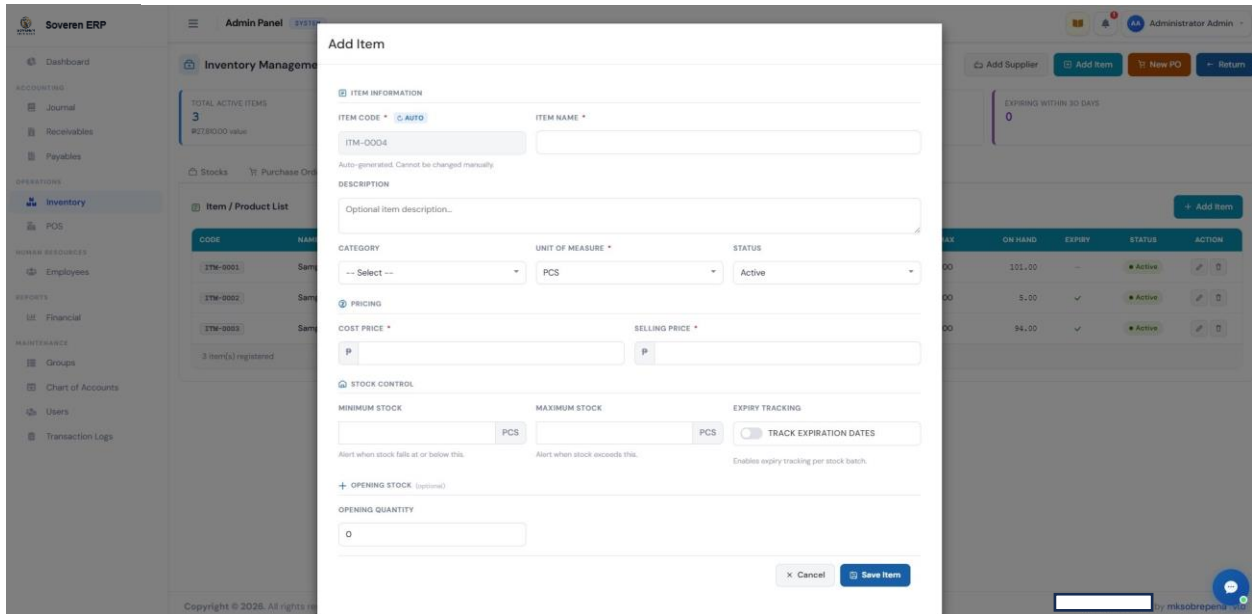 Soveren ERP
Admin Panel SYSTEM
Administrator Admin
AA
Dashboard
ACCOUNTING
Journal
Receivables
Payables
OPERATIONS
Inventory
POS
HUMAN RESOURCES
Employees
REPORTS
Financial
MAINTENANCE
Groups
Chart of Accounts
Users
Transaction Logs
Inventory Manageme
Add Supplier
Add Item
New PO
← Return
TOTAL ACTIVE ITEMS
3
EXPIRING WITHIN 30 DAYS
0
Stocks
Purchase Ord
Item / Product List
+ Add Item
CODE NAM AX ON HAND EXPIRY STATUS ACTION
ITM-0001 Samp 00 101.00 — Active
ITM-0002 Samp 00 5.00 ✓ Active
ITM-0003 Samp 00 94.00 ✓ Active
3 item(s) registered
Add Item
ITEM INFORMATION
ITEM CODE * AUTO
ITEM NAME *
ITM-0004
Auto-generated. Cannot be changed manually.
DESCRIPTION
Optional item description...
CATEGORY
UNIT OF MEASURE *
STATUS
-- Select --
PCS
Active
PRICING
COST PRICE *
SELLING PRICE *
₱
₱
STOCK CONTROL
MINIMUM STOCK
MAXIMUM STOCK
EXPIRY TRACKING
PCS
PCS
TRACK EXPIRATION DATES
Alert when stock falls at or below this.
Alert when stock exceeds this.
Enables expiry tracking per stock batch.
+ OPENING STOCK (optional)
OPENING QUANTITY
0
× Cancel
Save Item
Copyright © 2026. All rights re
by mksobrepena